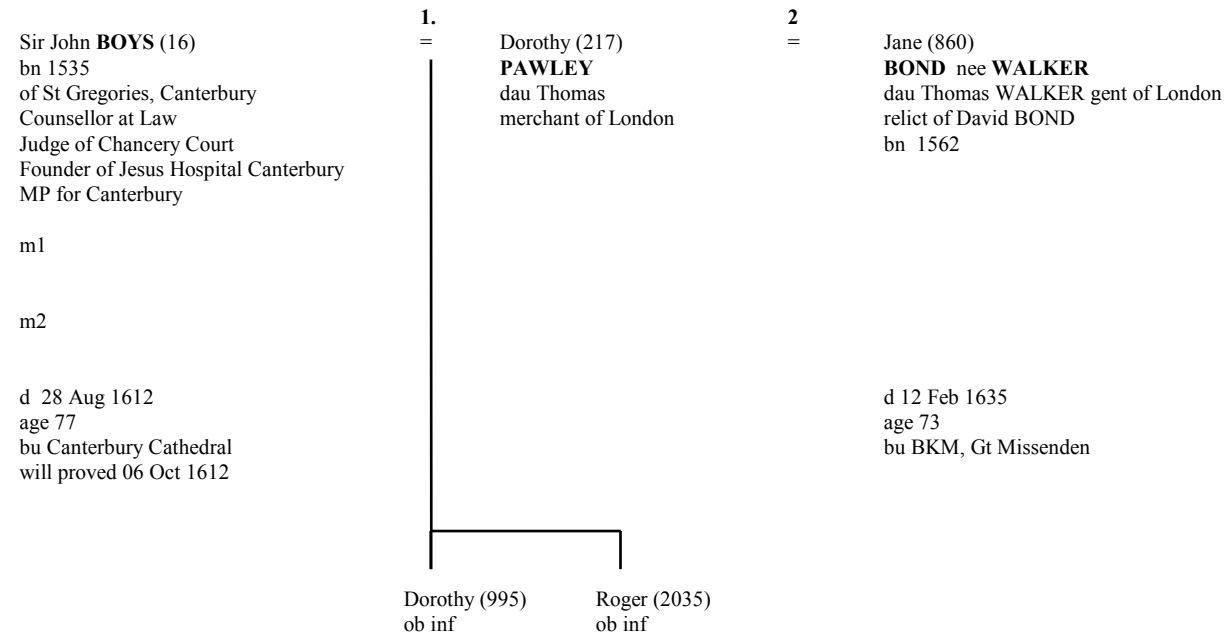 1.
2
Sir John BOYS (16)
=
Dorothy (217)
=
Jane (860)
bn 1535
PAWLEY
BOND nee WALKER
of St Gregories, Canterbury
dau Thomas
dau Thomas WALKER gent of London
Counsellor at Law
merchant of London
relict of David BOND
Judge of Chancery Court
bn 1562
Founder of Jesus Hospital Canterbury
MP for Canterbury
m1
m2
d 28 Aug 1612
d 12 Feb 1635
age 77
age 73
bu Canterbury Cathedral
bu BKM, Gt Missenden
will proved 06 Oct 1612
Dorothy (995)
Roger (2035)
ob inf
ob inf